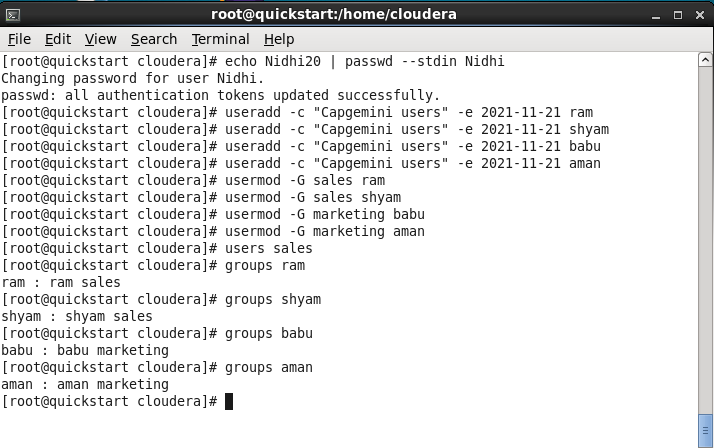 root@quickstart:/home/cloudera
File Edit View Search Terminal Help
[root@quickstart cloudera]# echo Nidhi20 | passwd --stdin Nidhi
Changing password for user Nidhi.
passwd: all authentication tokens updated successfully.
[root@quickstart cloudera]# useradd -c "Capgemini users" -e 2021-11-21 ram
[root@quickstart cloudera]# useradd -c "Capgemini users" -e 2021-11-21 shyam
[root@quickstart cloudera]# useradd -c "Capgemini users" -e 2021-11-21 babu
[root@quickstart cloudera]# useradd -c "Capgemini users" -e 2021-11-21 aman
[root@quickstart cloudera]# usermod -G sales ram
[root@quickstart cloudera]# usermod -G sales shyam
[root@quickstart cloudera]# usermod -G marketing babu
[root@quickstart cloudera]# usermod -G marketing aman
[root@quickstart cloudera]# users sales
[root@quickstart cloudera]# groups ram
ram : ram sales
[root@quickstart cloudera]# groups shyam
shyam : shyam sales
[root@quickstart cloudera]# groups babu
babu : babu marketing
[root@quickstart cloudera]# groups aman
aman : aman marketing
[root@quickstart cloudera]#